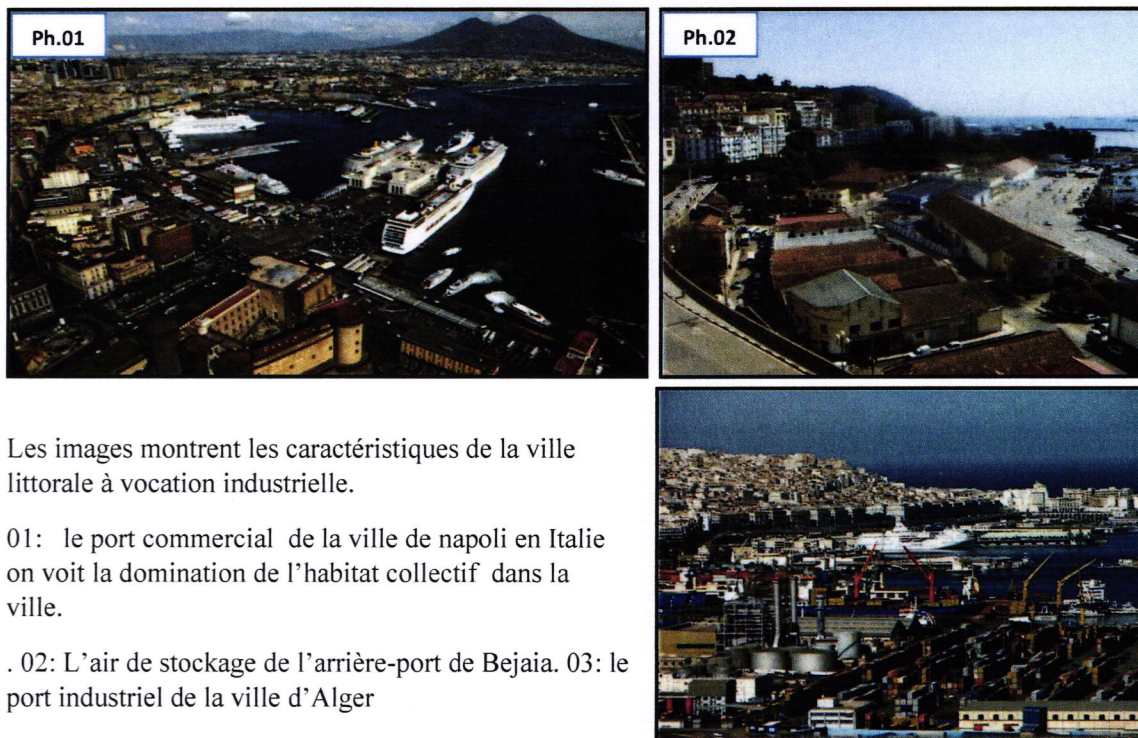 Ph.01
Ph.02
Les images montrent les caractéristiques de la ville
littorale à vocation industrielle.
01: le port commercial de la ville de napoli en Italie
on voit la domination de l'habitat collectif dans la
ville.
. 02: L'air de stockage de l'arrière-port de Bejaia. 03: le
port industriel de la ville d'Alger